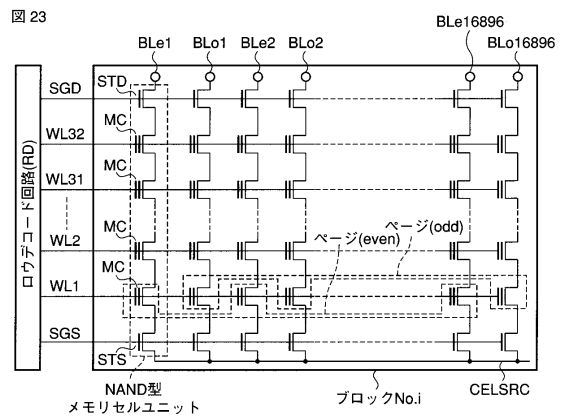 図 23
BLe1 BLo1 BLe2 BLo2 BLe16896 BLo16896
SGD
STD
WL32
MC
WL31
MC
WL2
MC
WL1
MC
SGS
STS
ロウデコード回路(RD)
ページ(odd)
ページ(even)
NAND型
メモリセルユニット
ブロックNo.i
CELSRC